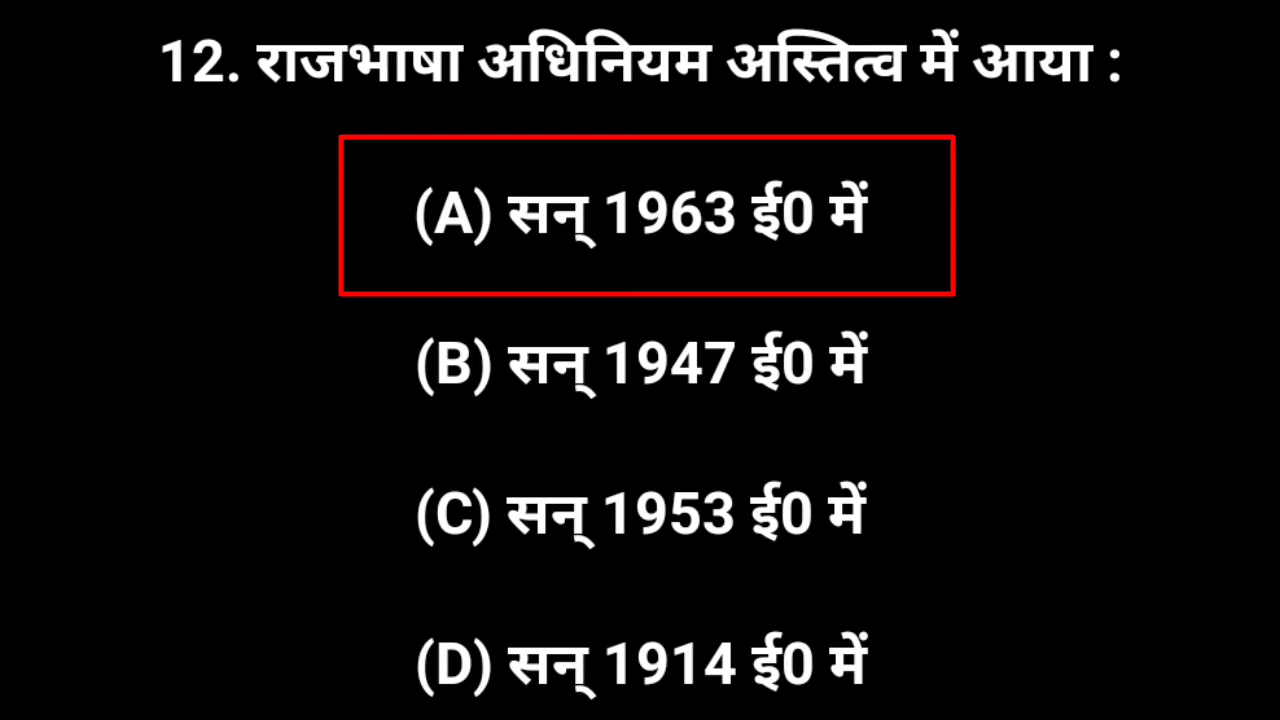 12. राजभाषा अधिनियम अस्तित्व में आया :
(A) सन् 1963 ई0 में
(B) सन् 1947 ई0 में
(C) सन् 1953 ई0 में
(D) सन् 1914 ई0 में